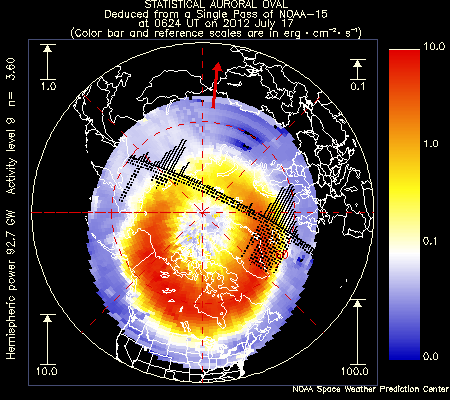 STATISTICAL AURORAL OVAL
Deduced from a Single Pass of NOAA-15
at 0624 UT on 2012 July 17
(Color bar and reference scales are in erg · cm⁻² · s⁻¹)
1.0
0.1
10.0
1.0
0.1
0.0
Hemispheric power 92.7 GW Activity level 9 n= 3.60
10.0
100.0
NOAA Space Weather Prediction Center